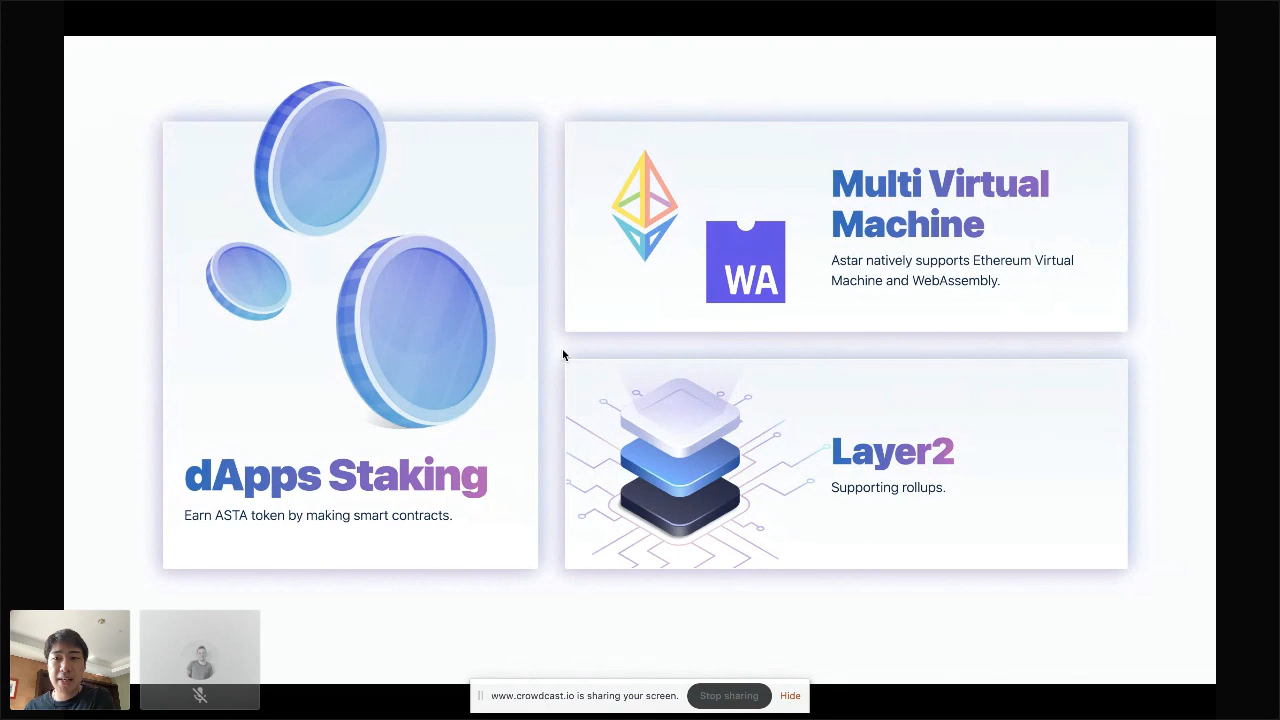 dApps Staking
Earn ASTA token by making smart contracts.
WA
Multi Virtual
Machine
Astar natively supports Ethereum Virtual
Machine and WebAssembly.
Layer2
Supporting rollups.
www.crowdcast.io is sharing your screen.
Stop sharing
Hide